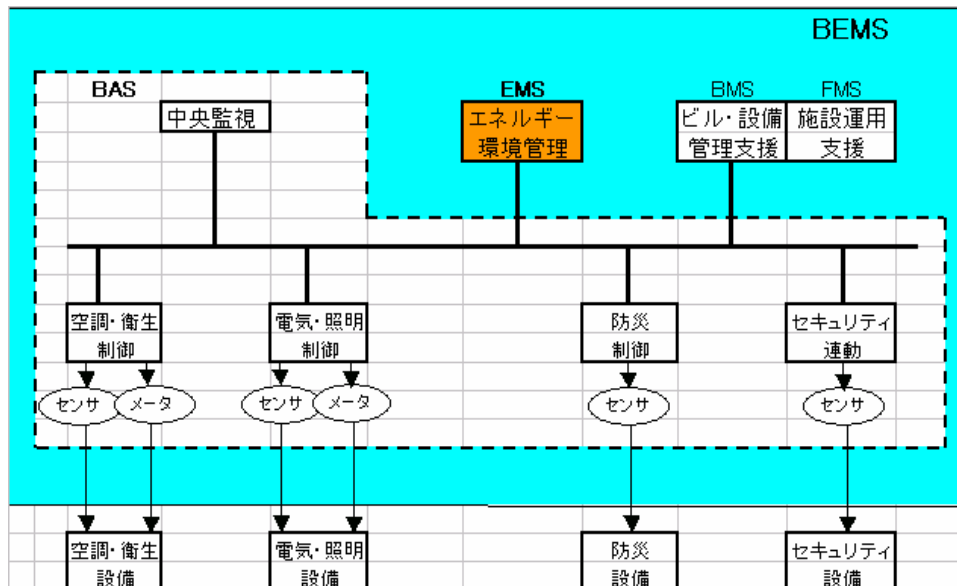 BEMS
BAS
EMS
BMS
FMS
中央監視
エネルギー
環境管理
ビル・設備
管理支援
施設運用
支援
空調・衛生
制御
電気・照明
制御
防災
制御
セキュリティ
連動
センサ
メータ
センサ
メータ
センサ
センサ
空調・衛生
設備
電気・照明
設備
防災
設備
セキュリティ
設備